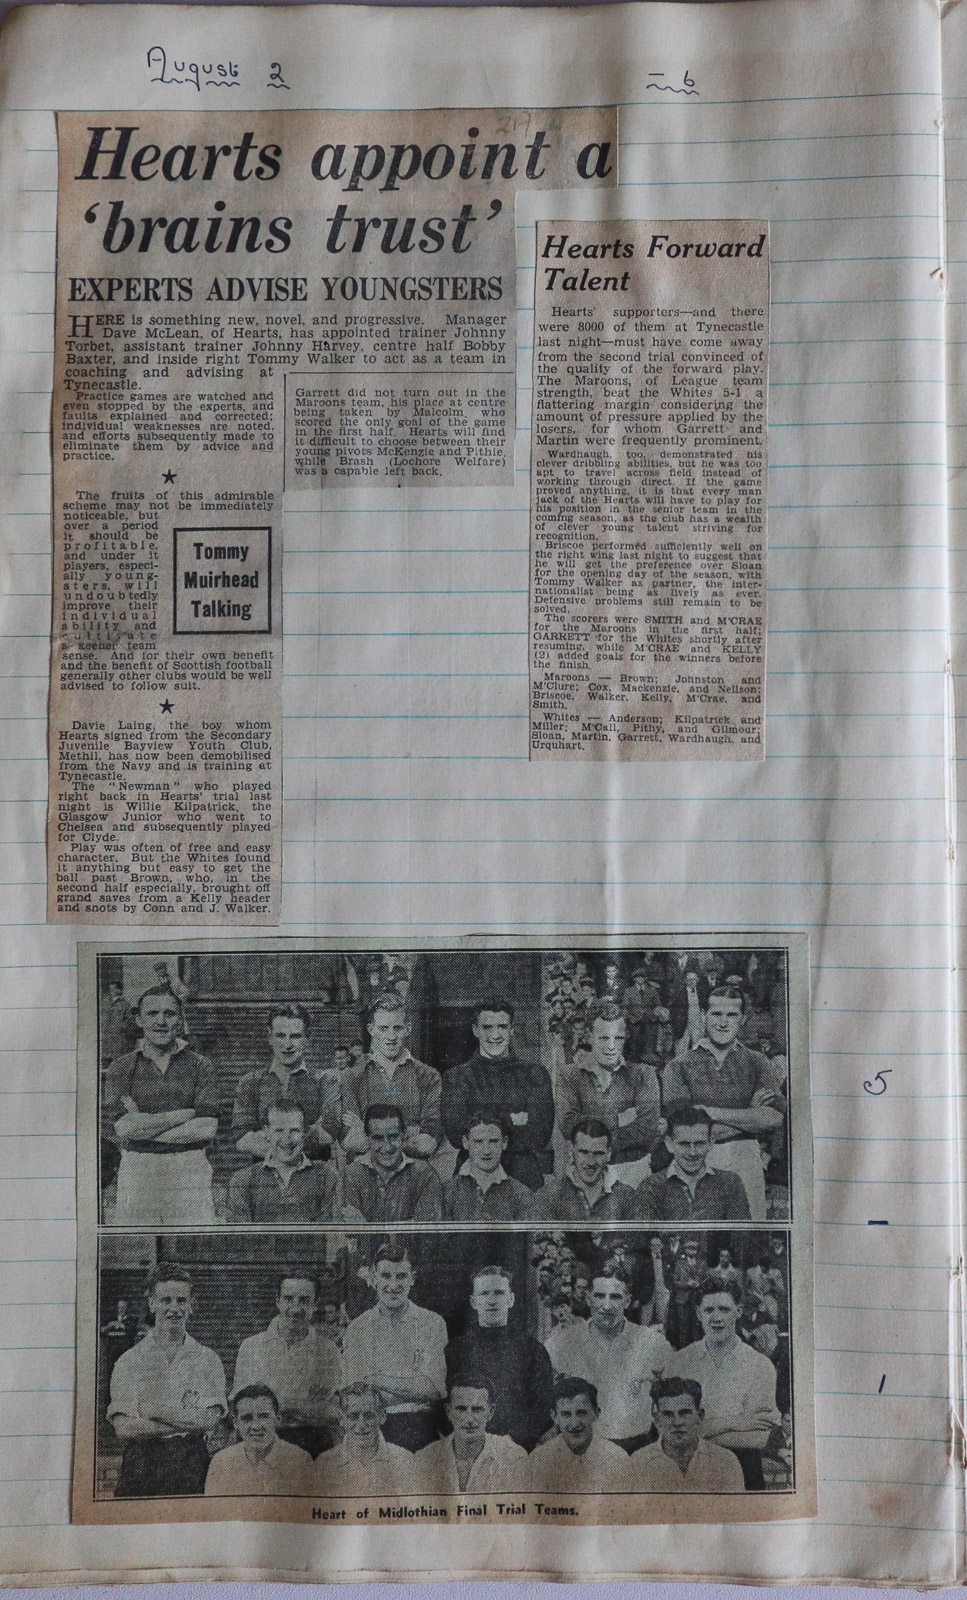 August 2 - 6
Hearts appoint a
'brains trust'
EXPERTS ADVISE YOUNGSTERS
HERE is something new, novel, and progressive. Manager
Dave McLean, of Hearts, has appointed trainer Johnny
Torbet, assistant trainer Johnny Harvey, centre half Bobby
Baxter, and inside right Tommy Walker to act as a team in
coaching and advising at
Tynecastle.
Practice games are watched and
even stopped by the experts, and
faults explained and corrected;
individual weaknesses are noted,
and efforts subsequently made to
eliminate them by advice and
practice.
★
The fruits of this admirable
scheme may not be immediately
noticeable, but
over a period
it should be
profitable,
and under it
players, especi-
ally young-
sters, will
undoubtedly
improve their
individual
ability and
cultivate
a keener team
sense. And for their own benefit
and the benefit of Scottish football
generally other clubs would be well
advised to follow suit.
Tommy
Muirhead
Talking
★
Davie Laing, the boy whom
Hearts signed from the Secondary
Juvenile Bayview Youth Club,
Methil, has now been demobilised
from the Navy and is training at
Tynecastle.
The "Newman" who played
right back in Hearts' trial last
night is Willie Kilpatrick, the
Glasgow Junior who went to
Chelsea and subsequently played
for Clyde.
Play was often of free and easy
character. But the Whites found
it anything but easy to get the
ball past Brown, who, in the
second half especially, brought off
grand saves from a Kelly header
and snots by Conn and J. Walker.
Garrett did not turn out in the
Maroons team, his place at centre
being taken by Malcolm, who
scored the only goal of the game
in the first half. Hearts will find
it difficult to choose between their
young pivots McKenzie and Pithie,
while Brash (Lochore Welfare)
was a capable left back.
Hearts Forward
Talent
Hearts' supporters—and there
were 8000 of them at Tynecastle
last night—must have come away
from the second trial convinced of
the quality of the forward play.
The Maroons, of League team
strength, beat the Whites 5-1 a
flattering margin considering the
amount of pressure applied by the
losers, for whom Garrett and
Martin were frequently prominent.
Wardhaugh, too, demonstrated his
clever dribbling abilities, but he was too
apt to travel across field instead of
working through direct. If the game
proved anything, it is that every man
jack of the Hearts will have to play for
his position in the senior team in the
coming season, as the club has a wealth
of clever young talent striving for
recognition.
Briscoe performed sufficiently well on
the right wing last night to suggest that
he will get the preference over Sloan
for the opening day of the season, with
Tommy Walker as partner, the inter-
nationalist being as lively as ever.
Defensive problems still remain to be
solved.
The scorers were SMITH and M'CRAE
for the Maroons in the first half;
GARRETT for the Whites shortly after
resuming, while M'CRAE and KELLY
(2) added goals for the winners before
the finish.
Maroons — Brown; Johnston and
M'Clure; Cox, Mackenzie, and Neilson;
Briscoe, Walker, Kelly, M'Crae, and
Smith.
Whites — Anderson; Kilpatrick and
Miller; M'Call, Pithy, and Gilmour;
Sloan, Martin, Garrett, Wardhaugh, and
Urquhart.
5
-
1
Heart of Midlothian Final Trial Teams.